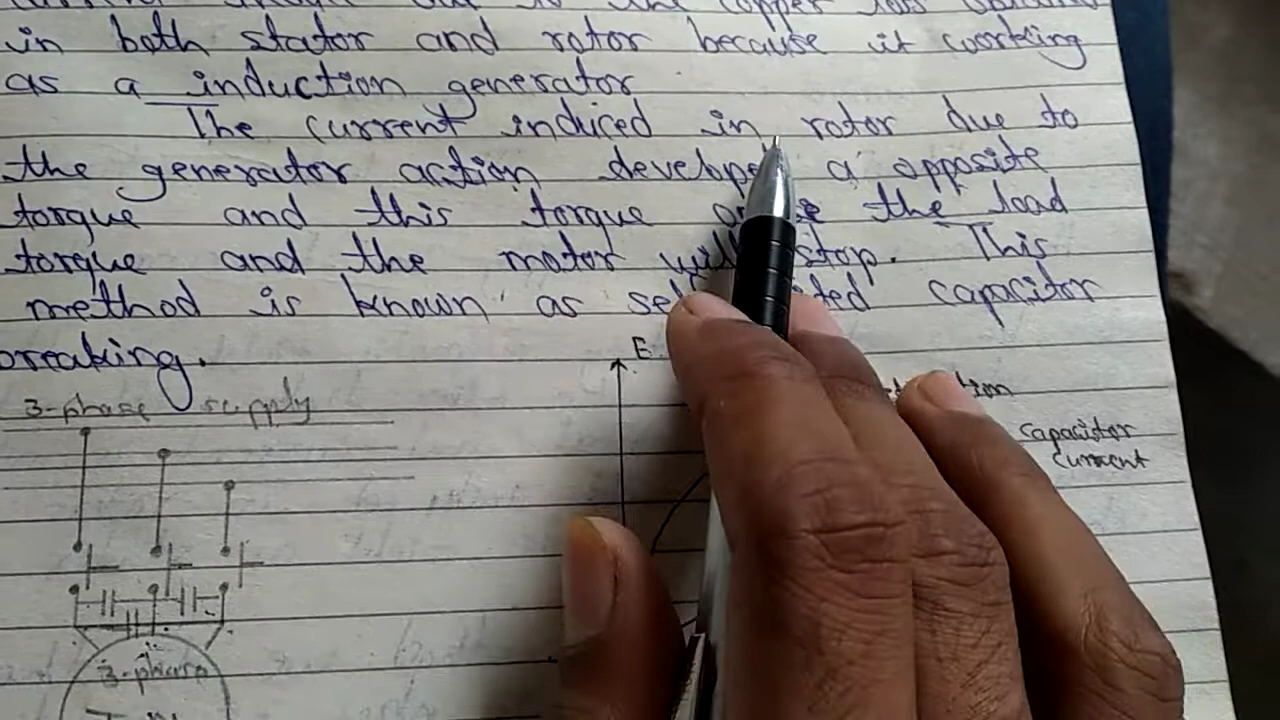 in both stator and rotor because it working
as a induction generator
The current induced in rotor due to
the generator action develope a opposite
torque and this torque the load
torque and the motor will stop. This
method is known as capacitor
breaking.
E
3-phase supply
capacitor
current
3-phase